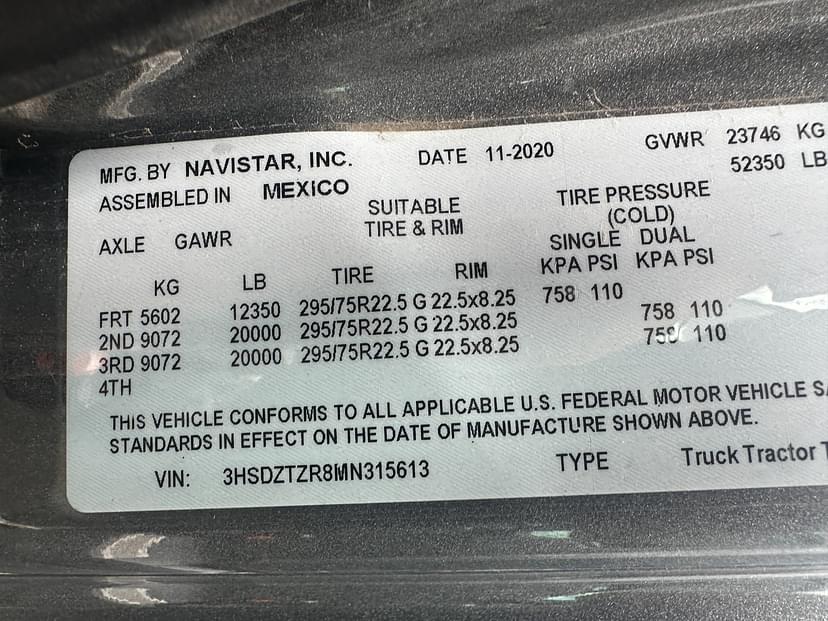 MFG. BY NAVISTAR, INC. DATE 11-2020 GVWR 23746 KG
ASSEMBLED IN MEXICO 52350 LB
SUITABLE TIRE PRESSURE
AXLE GAWR TIRE & RIM (COLD)
SINGLE DUAL
KG LB TIRE RIM KPA PSI KPA PSI
FRT 5602 12350 295/75R22.5 G 22.5x8.25 758 110
2ND 9072 20000 295/75R22.5 G 22.5x8.25 758 110
3RD 9072 20000 295/75R22.5 G 22.5x8.25 758 110
4TH
THIS VEHICLE CONFORMS TO ALL APPLICABLE U.S. FEDERAL MOTOR VEHICLE
STANDARDS IN EFFECT ON THE DATE OF MANUFACTURE SHOWN ABOVE.
VIN: 3HSDZTZR8MN315613 TYPE Truck Tractor